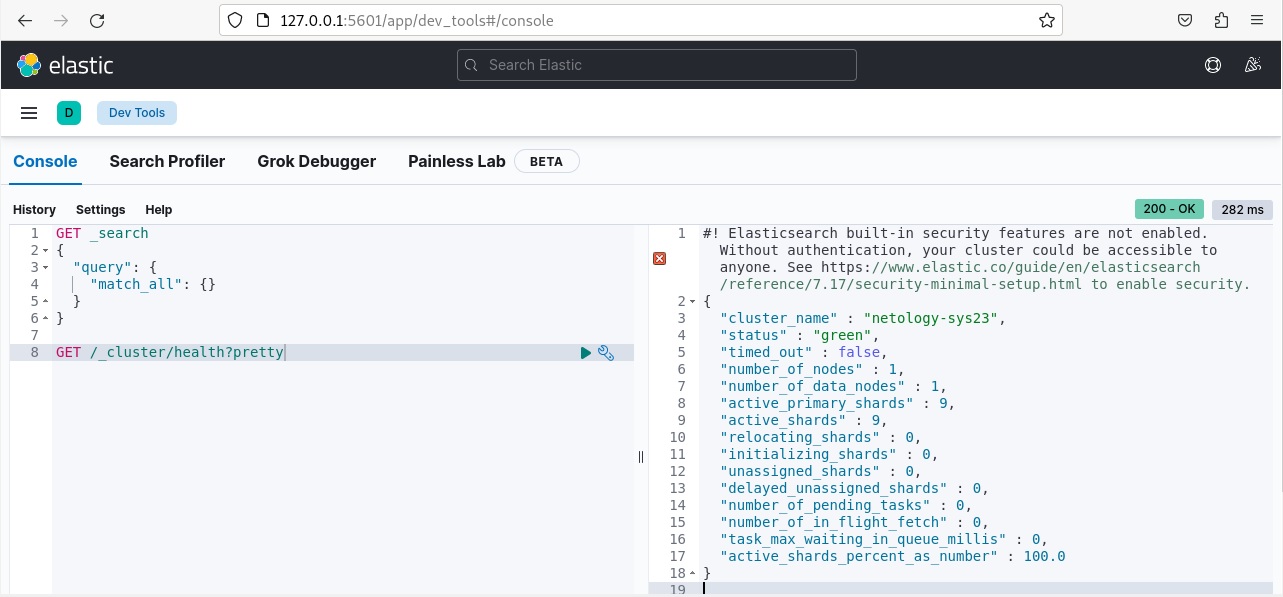 127.0.0.1:5601/app/dev_tools#/console
elastic
Search Elastic
D
Dev Tools
Console Search Profiler Grok Debugger Painless Lab BETA
History Settings Help
200 - OK 282 ms
1 GET _search
2 {
3 "query": {
4 "match_all": {}
5 }
6 }
7
8 GET /_cluster/health?pretty
1 #! Elasticsearch built-in security features are not enabled.
Without authentication, your cluster could be accessible to
anyone. See https://www.elastic.co/guide/en/elasticsearch
/reference/7.17/security-minimal-setup.html to enable security.
2 {
3 "cluster_name" : "netology-sys23",
4 "status" : "green",
5 "timed_out" : false,
6 "number_of_nodes" : 1,
7 "number_of_data_nodes" : 1,
8 "active_primary_shards" : 9,
9 "active_shards" : 9,
10 "relocating_shards" : 0,
11 "initializing_shards" : 0,
12 "unassigned_shards" : 0,
13 "delayed_unassigned_shards" : 0,
14 "number_of_pending_tasks" : 0,
15 "number_of_in_flight_fetch" : 0,
16 "task_max_waiting_in_queue_millis" : 0,
17 "active_shards_percent_as_number" : 100.0
18 }
19